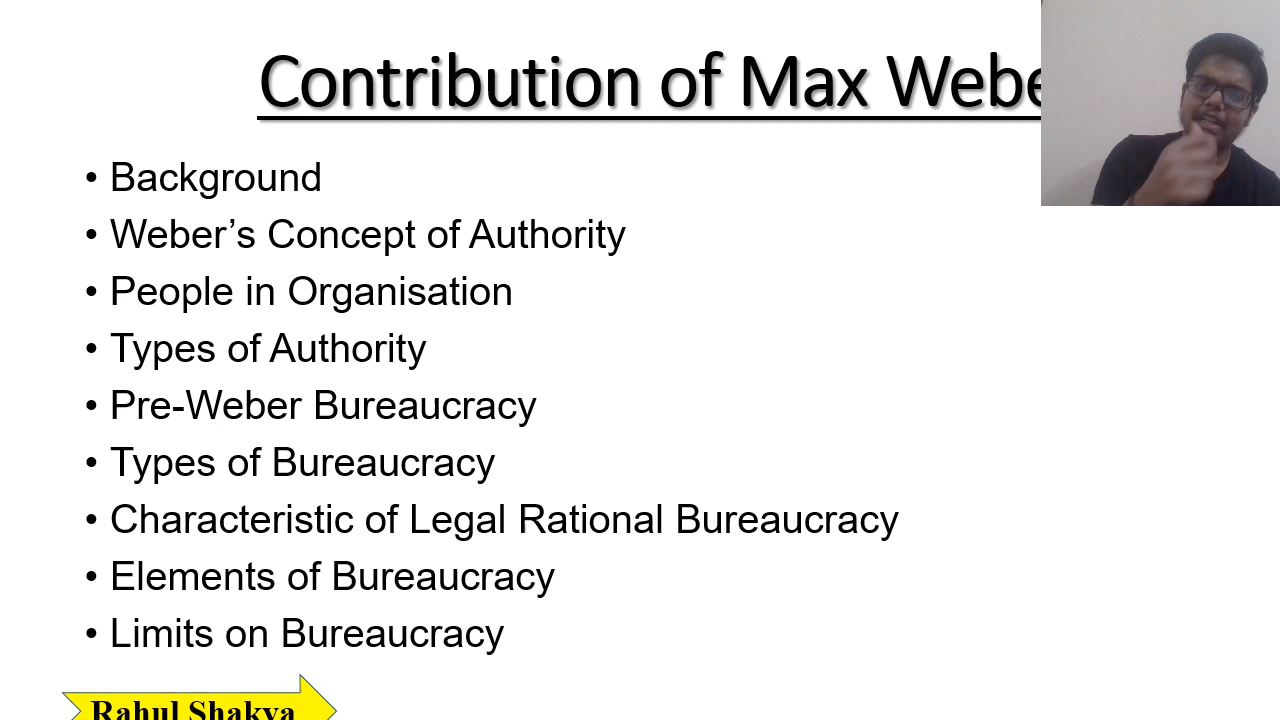 Contribution of Max Webe
• Background
• Weber’s Concept of Authority
• People in Organisation
• Types of Authority
• Pre-Weber Bureaucracy
• Types of Bureaucracy
• Characteristic of Legal Rational Bureaucracy
• Elements of Bureaucracy
• Limits on Bureaucracy
Rahul Shakya